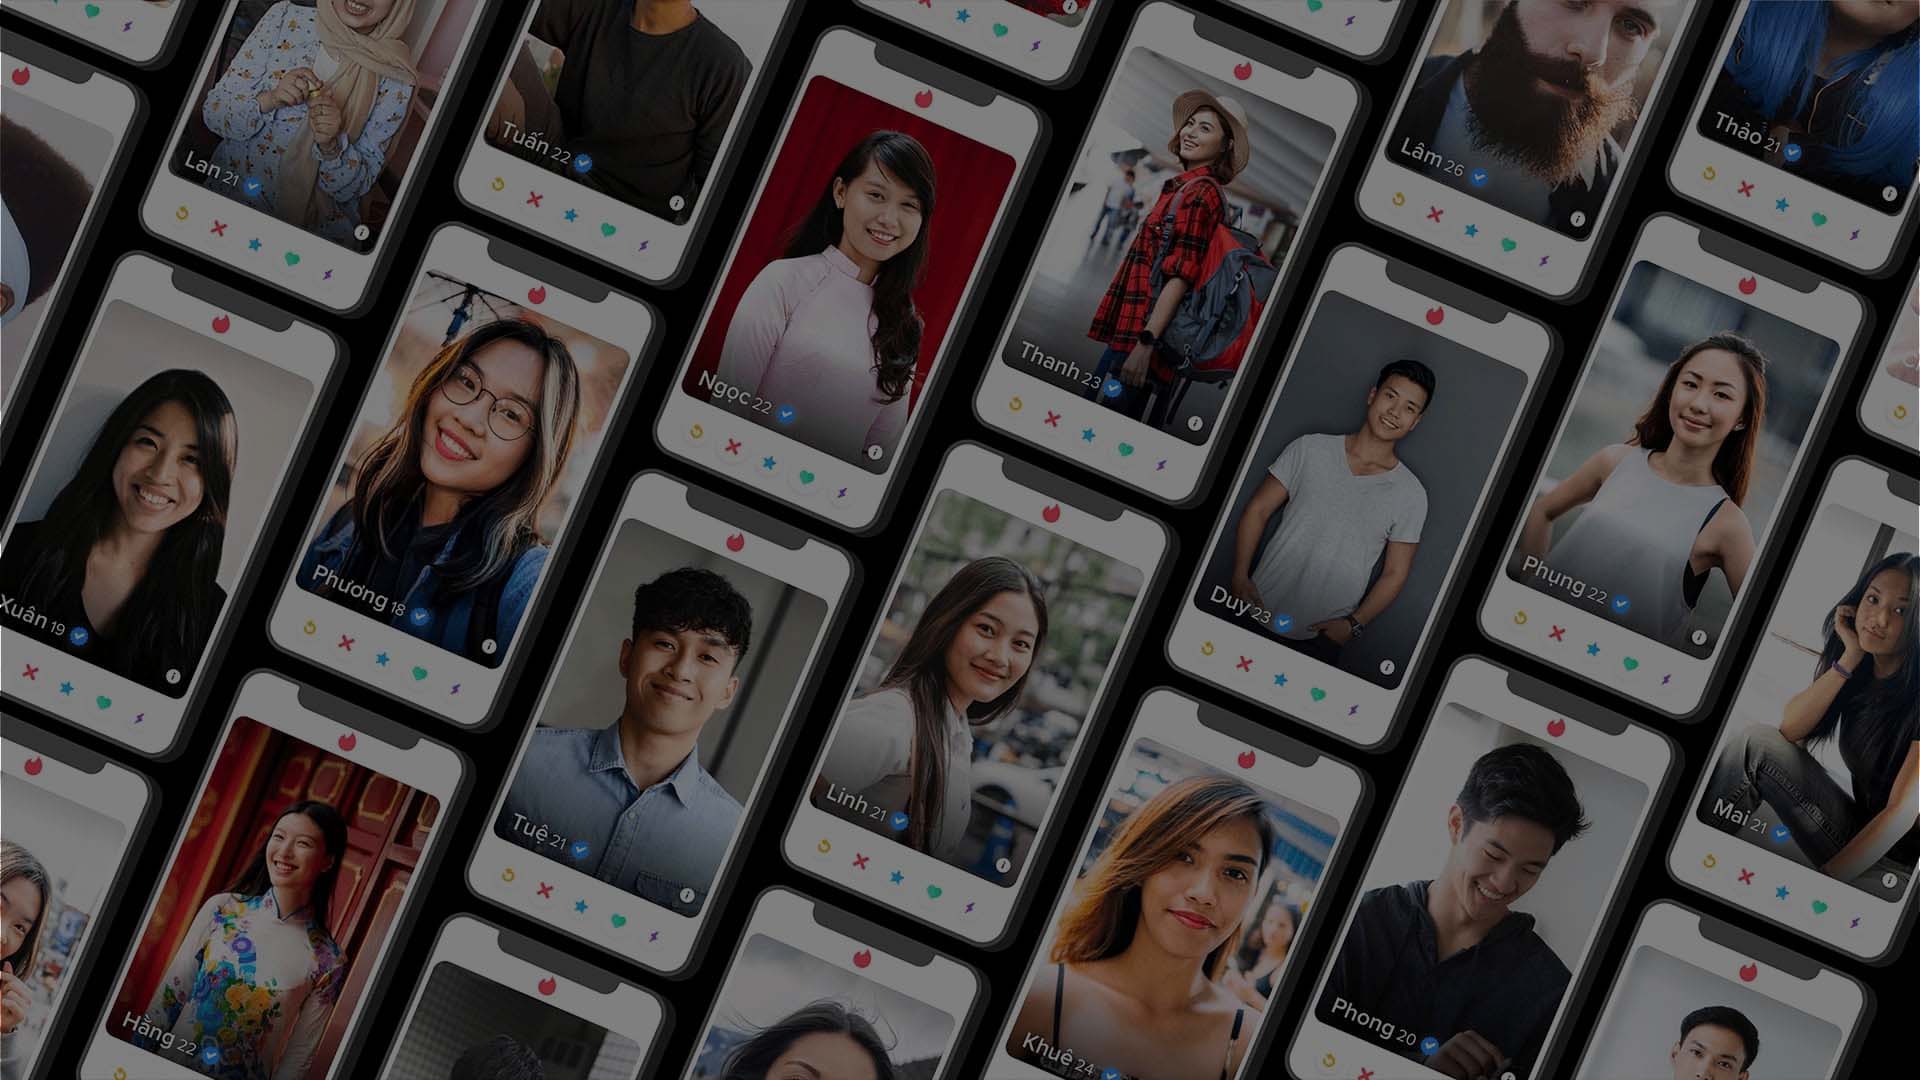 Lan 21
Tuấn 22
Lâm 26
Thảo 21
Ngọc 22
Thanh 23
Xuân 19
Phương 18
Duy 23
Phụng 22
Tuệ 21
Linh 21
Mai 21
Hằng 22
Khuê 24
Phong 20